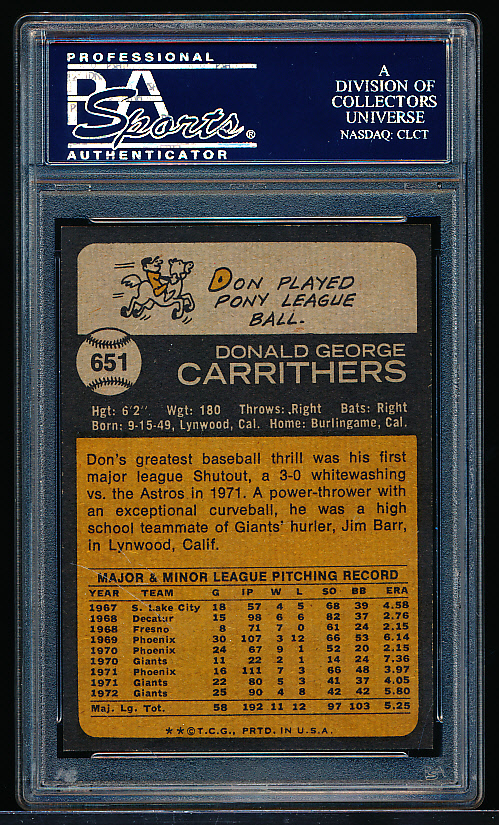 PROFESSIONAL
PSA
Sports®
AUTHENTICATOR
A
DIVISION OF
COLLECTORS
UNIVERSE
NASDAQ: CLCT
DON PLAYED
PONY LEAGUE
BALL.
651
DONALD GEORGE
CARRITHERS
Hgt: 6'2" Wgt: 180 Throws: Right Bats: Right
Born: 9-15-49, Lynwood, Cal. Home: Burlingame, Cal.
Don's greatest baseball thrill was his first
major league Shutout, a 3-0 whitewashing
vs. the Astros in 1971. A power-thrower with
an exceptional curveball, he was a high
school teammate of Giants' hurler, Jim Barr,
in Lynwood, Calif.
MAJOR & MINOR LEAGUE PITCHING RECORD
YEAR TEAM G IP W L SO BB ERA
1967 S. Lake City 18 57 4 5 68 39 4.58
1968 Decatur 15 98 6 6 82 37 2.76
1968 Fresno 8 71 7 0 61 24 2.15
1969 Phoenix 30 107 3 12 66 53 6.14
1970 Phoenix 24 67 9 1 52 20 2.15
1970 Giants 11 22 2 1 14 24 7.36
1971 Phoenix 16 111 7 3 66 48 3.97
1971 Giants 22 80 5 3 41 37 4.05
1972 Giants 25 90 4 8 42 42 5.80
Maj. Lg. Tot. 58 192 11 12 97 103 5.25
**©T.C.G., PRTD. IN U.S.A.